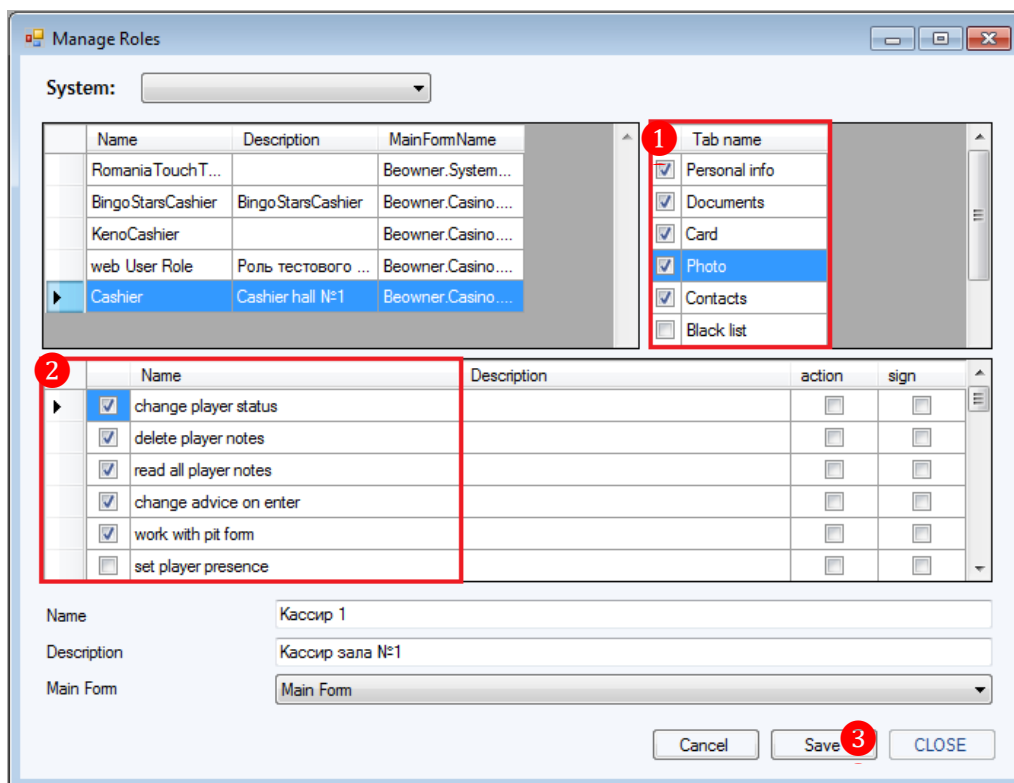 Manage Roles
System:
Name Description MainFormName
RomaniaTouchT... Beowner.System...
BingoStarsCashier BingoStarsCashier Beowner.Casino....
KenoCashier Beowner.Casino....
web User Role Роль тестового ... Beowner.Casino....
Cashier Cashier hall №1 Beowner.Casino....
1 Tab name
Personal info
Documents
Card
Photo
Contacts
Black list
2 Name Description action sign
change player status
delete player notes
read all player notes
change advice on enter
work with pit form
set player presence
Name Кассир 1
Description Кассир зала №1
Main Form Main Form
Cancel Save 3 CLOSE